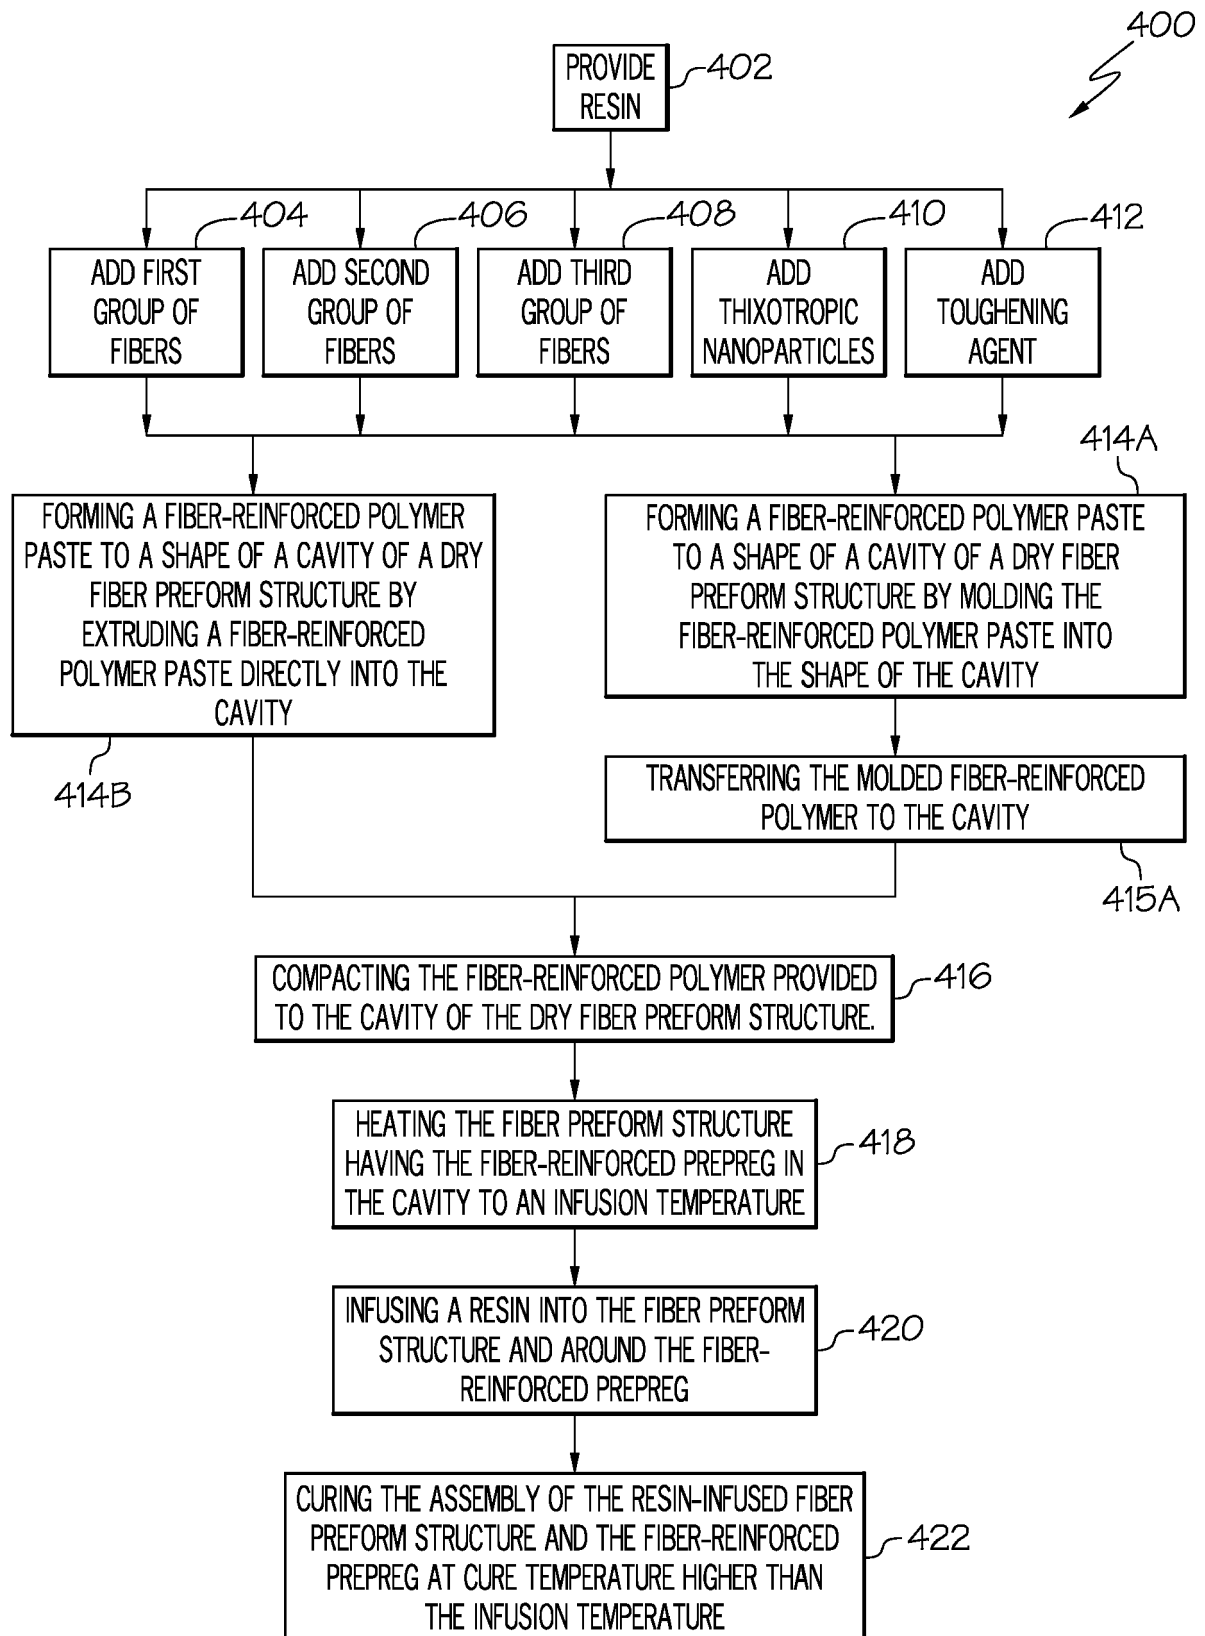 400
PROVIDE
RESIN
402
404
406
408
410
412
ADD FIRST
GROUP OF
FIBERS
ADD SECOND
GROUP OF
FIBERS
ADD THIRD
GROUP OF
FIBERS
ADD
THIXOTROPIC
NANOPARTICLES
ADD
TOUGHENING
AGENT
414A
FORMING A FIBER-REINFORCED POLYMER
PASTE TO A SHAPE OF A CAVITY OF A DRY
FIBER PREFORM STRUCTURE BY
EXTRUDING A FIBER-REINFORCED
POLYMER PASTE DIRECTLY INTO THE
CAVITY
414B
FORMING A FIBER-REINFORCED POLYMER PASTE
TO A SHAPE OF A CAVITY OF A DRY FIBER
PREFORM STRUCTURE BY MOLDING THE
FIBER-REINFORCED POLYMER PASTE INTO
THE SHAPE OF THE CAVITY
TRANSFERRING THE MOLDED FIBER-REINFORCED
POLYMER TO THE CAVITY
415A
COMPACTING THE FIBER-REINFORCED POLYMER PROVIDED
TO THE CAVITY OF THE DRY FIBER PREFORM STRUCTURE.
416
HEATING THE FIBER PREFORM STRUCTURE
HAVING THE FIBER-REINFORCED PREPREG IN
THE CAVITY TO AN INFUSION TEMPERATURE
418
INFUSING A RESIN INTO THE FIBER PREFORM
STRUCTURE AND AROUND THE FIBER-
REINFORCED PREPREG
420
CURING THE ASSEMBLY OF THE RESIN-INFUSED FIBER
PREFORM STRUCTURE AND THE FIBER-REINFORCED
PREPREG AT CURE TEMPERATURE HIGHER THAN
THE INFUSION TEMPERATURE
422